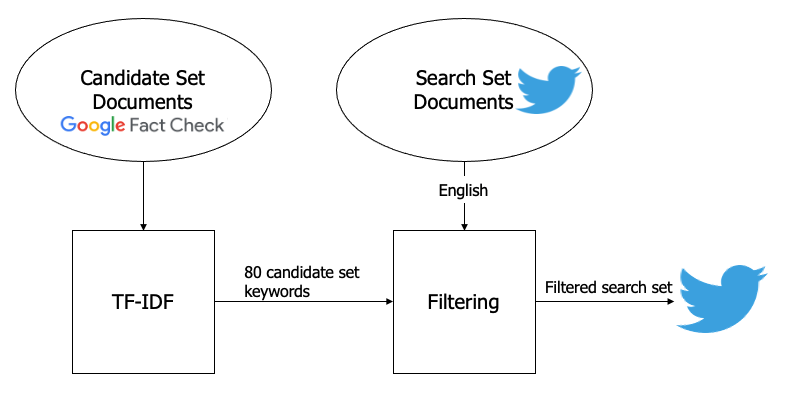 Candidate Set
Documents
Google Fact Check
Search Set
Documents
English
TF-IDF
80 candidate set
keywords
Filtering
Filtered search set